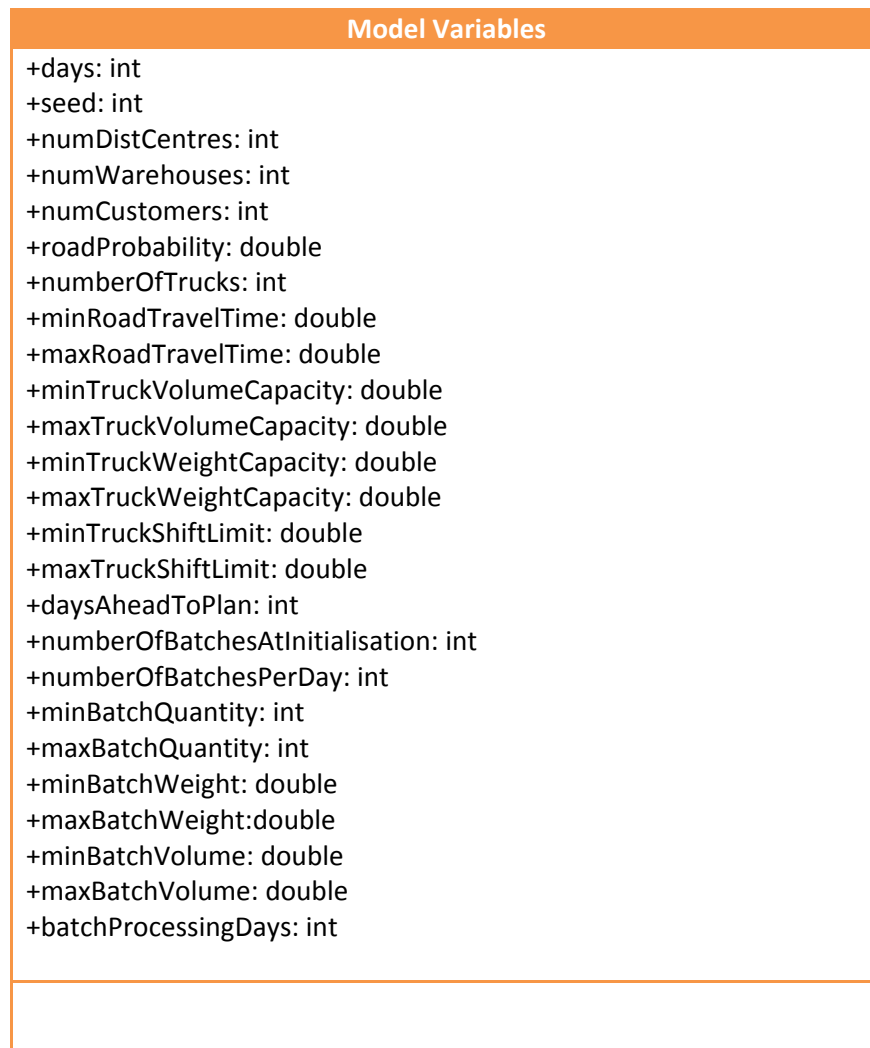 Model Variables
+days: int
+seed: int
+numDistCentres: int
+numWarehouses: int
+numCustomers: int
+roadProbability: double
+numberOfTrucks: int
+minRoadTravelTime: double
+maxRoadTravelTime: double
+minTruckVolumeCapacity: double
+maxTruckVolumeCapacity: double
+minTruckWeightCapacity: double
+maxTruckWeightCapacity: double
+minTruckShiftLimit: double
+maxTruckShiftLimit: double
+daysAheadToPlan: int
+numberOfBatchesAtInitialisation: int
+numberOfBatchesPerDay: int
+minBatchQuantity: int
+maxBatchQuantity: int
+minBatchWeight: double
+maxBatchWeight:double
+minBatchVolume: double
+maxBatchVolume: double
+batchProcessingDays: int